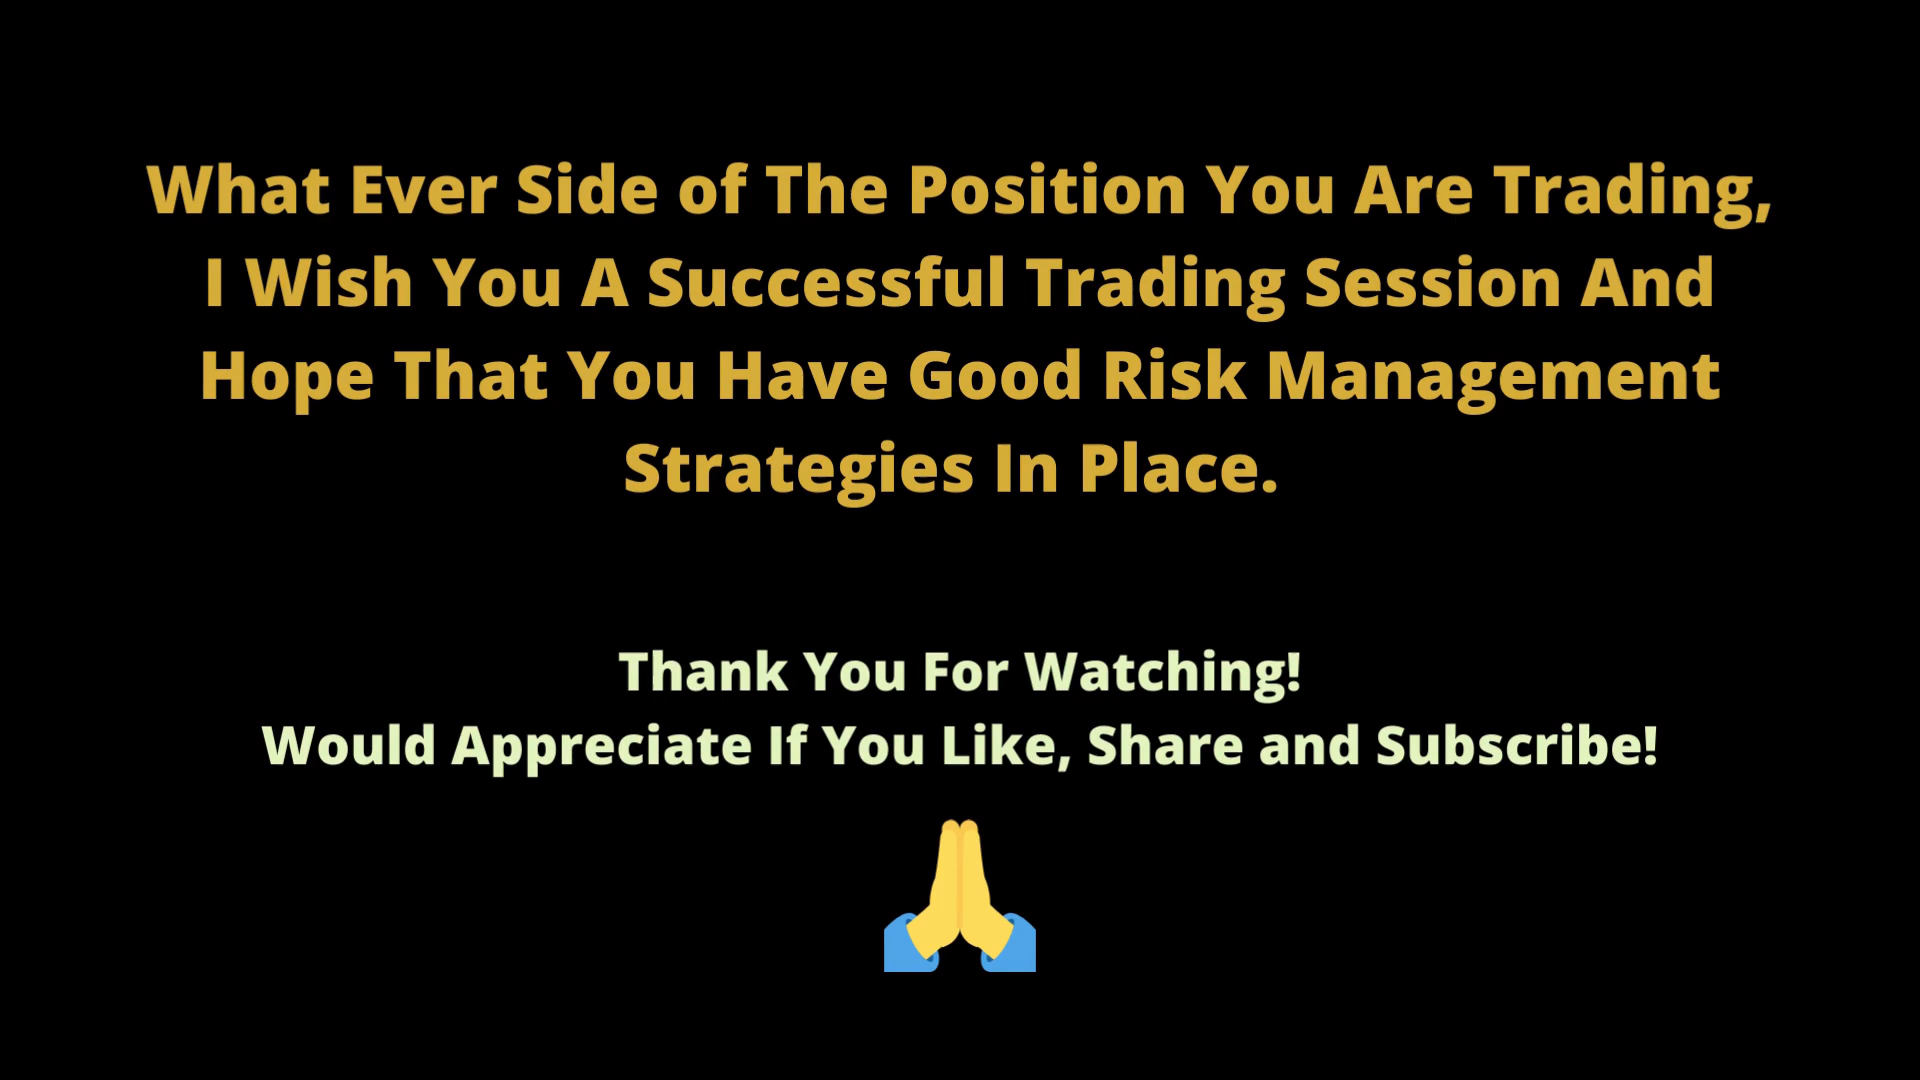 What Ever Side of The Position You Are Trading,
I Wish You A Successful Trading Session And
Hope That You Have Good Risk Management
Strategies In Place.
Thank You For Watching!
Would Appreciate If You Like, Share and Subscribe!